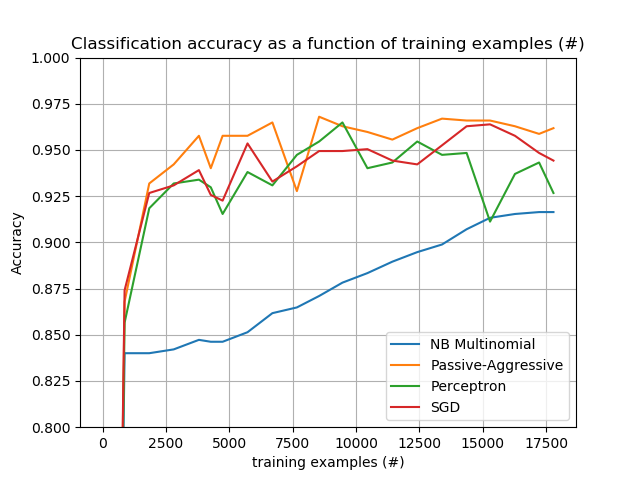 Classification accuracy as a function of training examples (#)
1.000
0.975
0.950
0.925
0.900
0.875
0.850
0.825
0.800
Accuracy
NB Multinomial
Passive-Aggressive
Perceptron
SGD
0 2500 5000 7500 10000 12500 15000 17500
training examples (#)